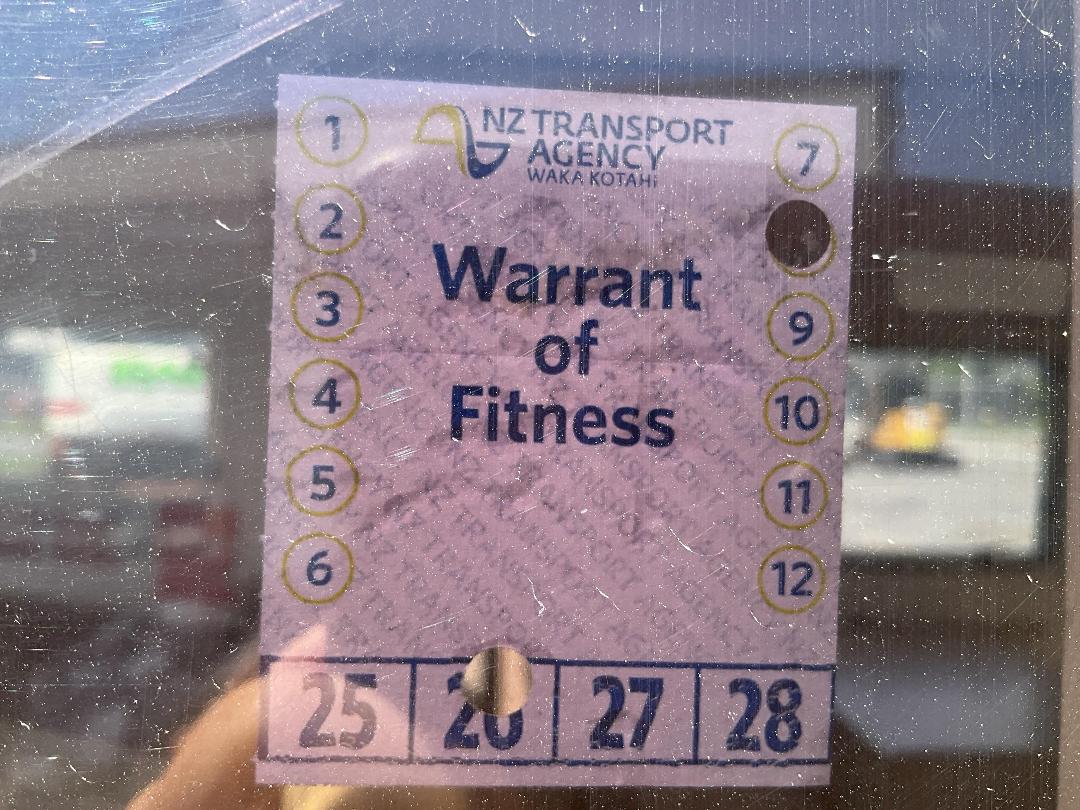 NZ TRANSPORT
AGENCY
WAKA KOTAHI
Warrant
of
Fitness
1
2
3
4
5
6
7
9
10
11
12
25 26 27 28